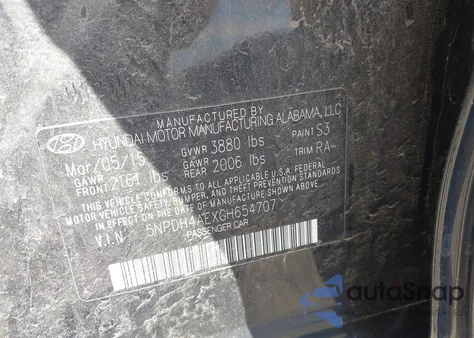 MANUFACTURED BY
HYUNDAI MOTOR MANUFACTURING ALABAMA, LLC
Mar/05/15 GVWR 3880 lbs PAINT S3
GAWR FRONT 2161 lbs GAWR REAR 2006 lbs TRIM RA-
THIS VEHICLE CONFORMS TO ALL APPLICABLE U.S.A. FEDERAL
MOTOR VEHICLE SAFETY, BUMPER, AND THEFT PREVENTION STANDARDS
IN EFFECT ON THE DATE OF MANUFACTURE SHOWN ABOVE.
V.I.N. 5NPDH4AEXGH654707
PASSENGER CAR
autoSnap